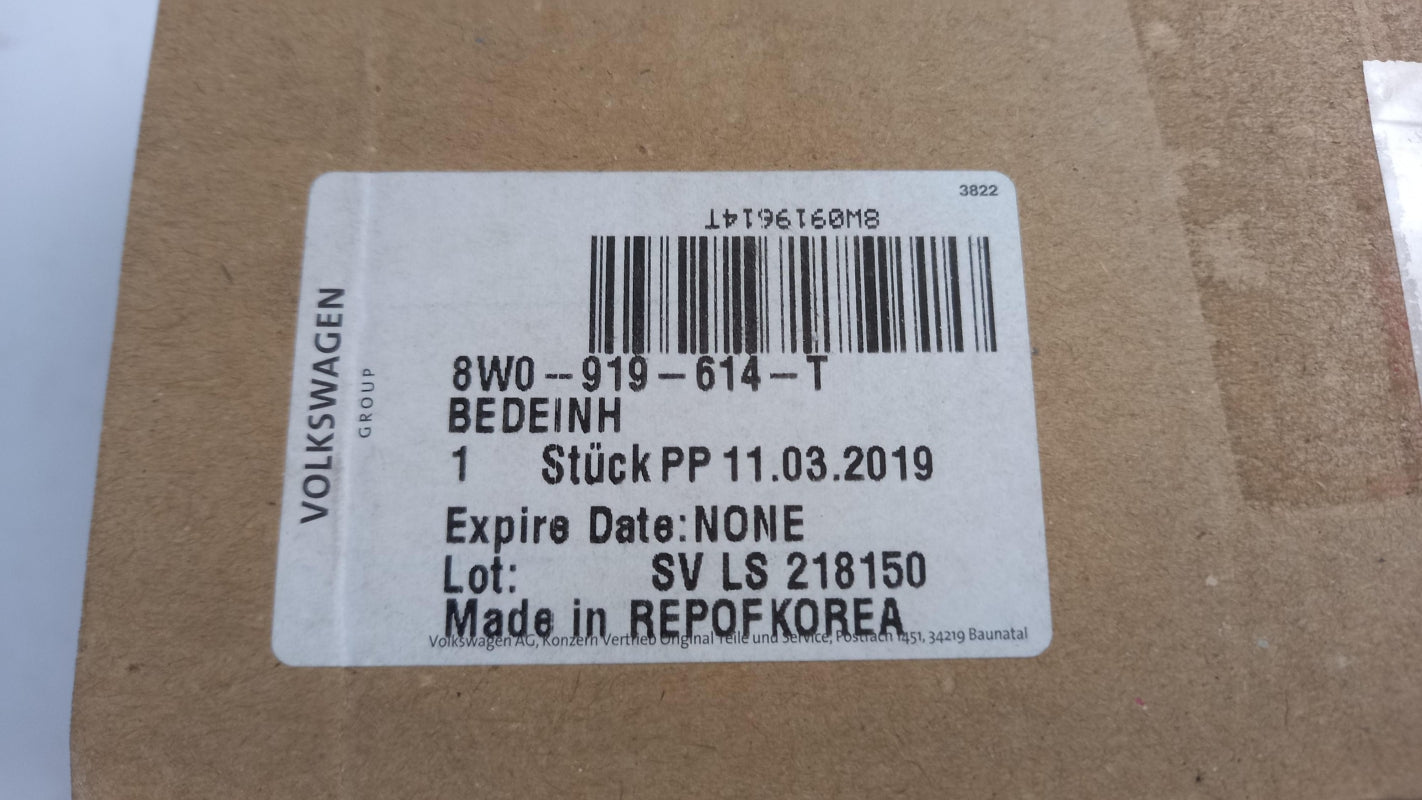 3822
8W0919614T
8W0-919-614-T
BEDEINH
1 Stück PP 11.03.2019
Expire Date:NONE
Lot: SV LS 218150
Made in REPOFKOREA
Volkswagen AG, Konzern Vertrieb Original Teile und Service, Postfach 1451, 34219 Baunatal
VOLKSWAGEN
GROUP